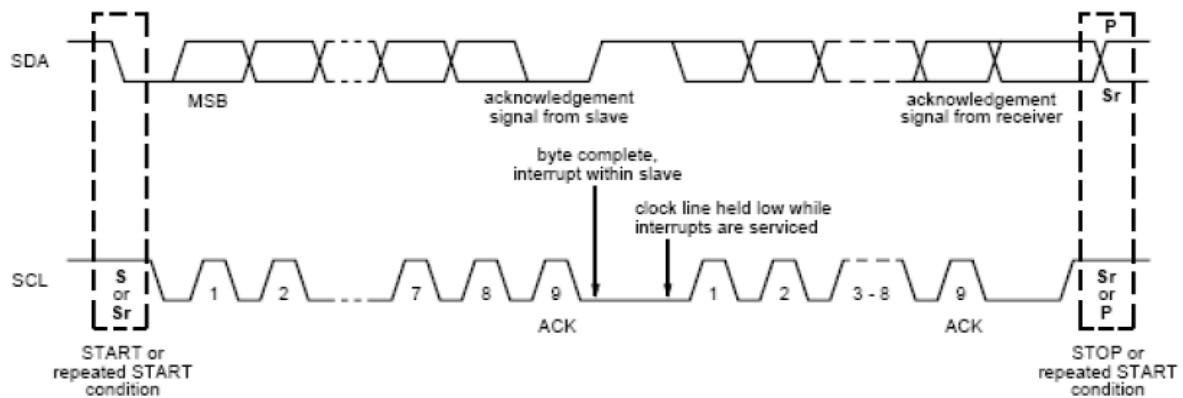 P
SDA
MSB
acknowledgement
signal from slave
acknowledgement
signal from receiver
Sr
byte complete,
interrupt within slave
clock line held low while
interrupts are serviced
SCL
S
or
Sr
1
2
7
8
9
1
2
3 - 8
9
Sr
or
P
ACK
ACK
START or
repeated START
condition
STOP or
repeated START
condition